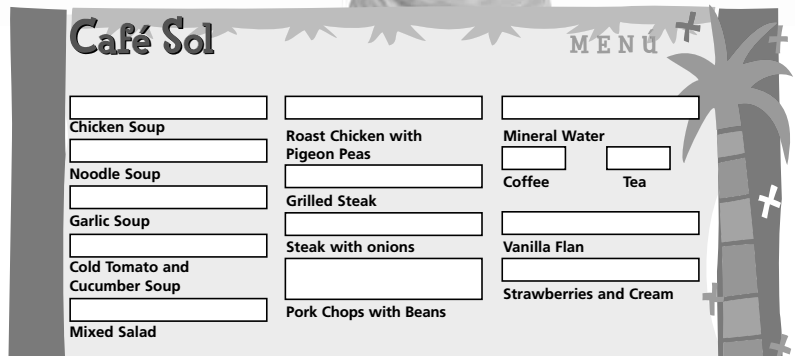 Café Sol
MENÚ
Chicken Soup
Noodle Soup
Garlic Soup
Cold Tomato and
Cucumber Soup
Mixed Salad
Roast Chicken with
Pigeon Peas
Grilled Steak
Steak with onions
Pork Chops with Beans
Mineral Water
Coffee
Tea
Vanilla Flan
Strawberries and Cream